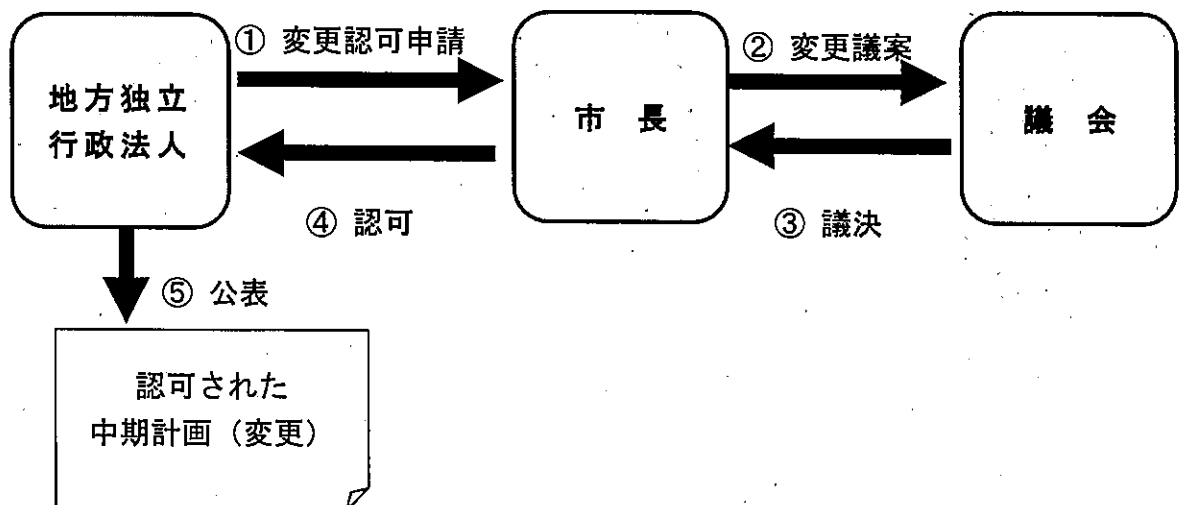 ① 変更認可申請
② 変更議案
地方独立
行政法人
市 長
議 会
④ 認可
③ 議決
⑤ 公表
認可された
中期計画（変更）